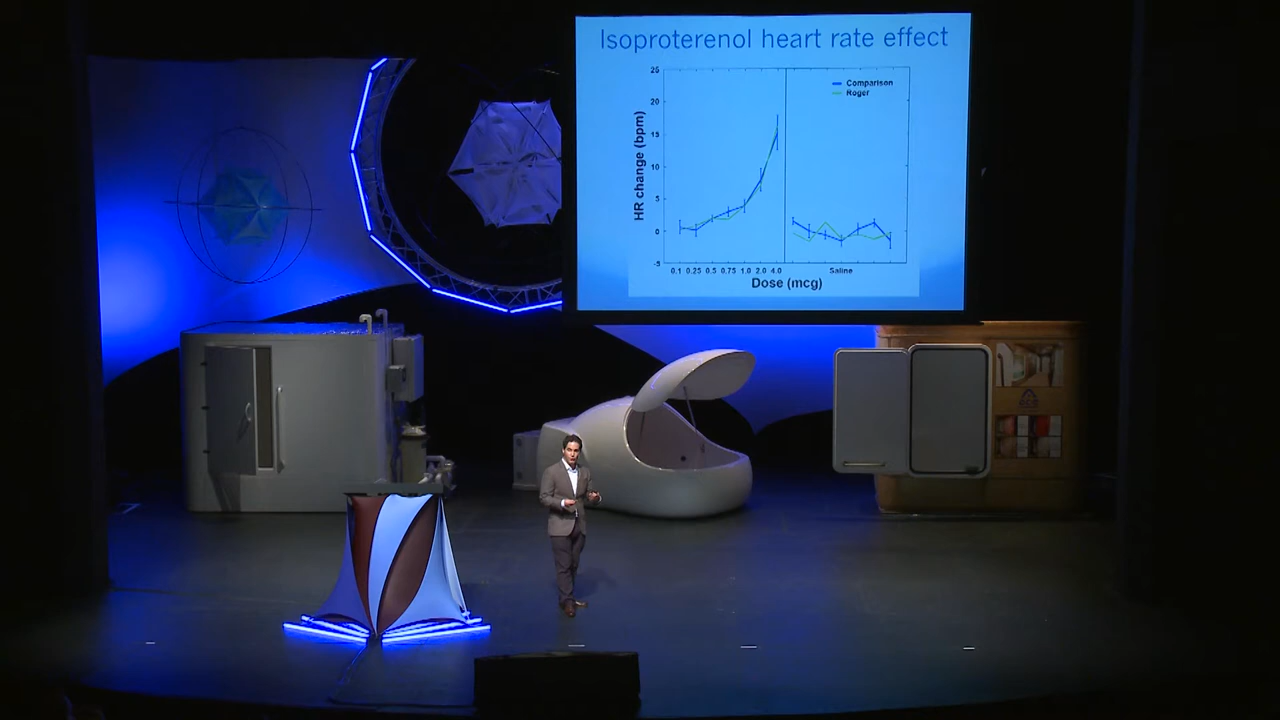 Isoproterenol heart rate effect
25
20
15
10
5
0
-5
HR change (bpm)
Comparison
Roger
0.1 0.25 0.5 0.75 1.0 2.0 4.0
Saline
Dose (mcg)